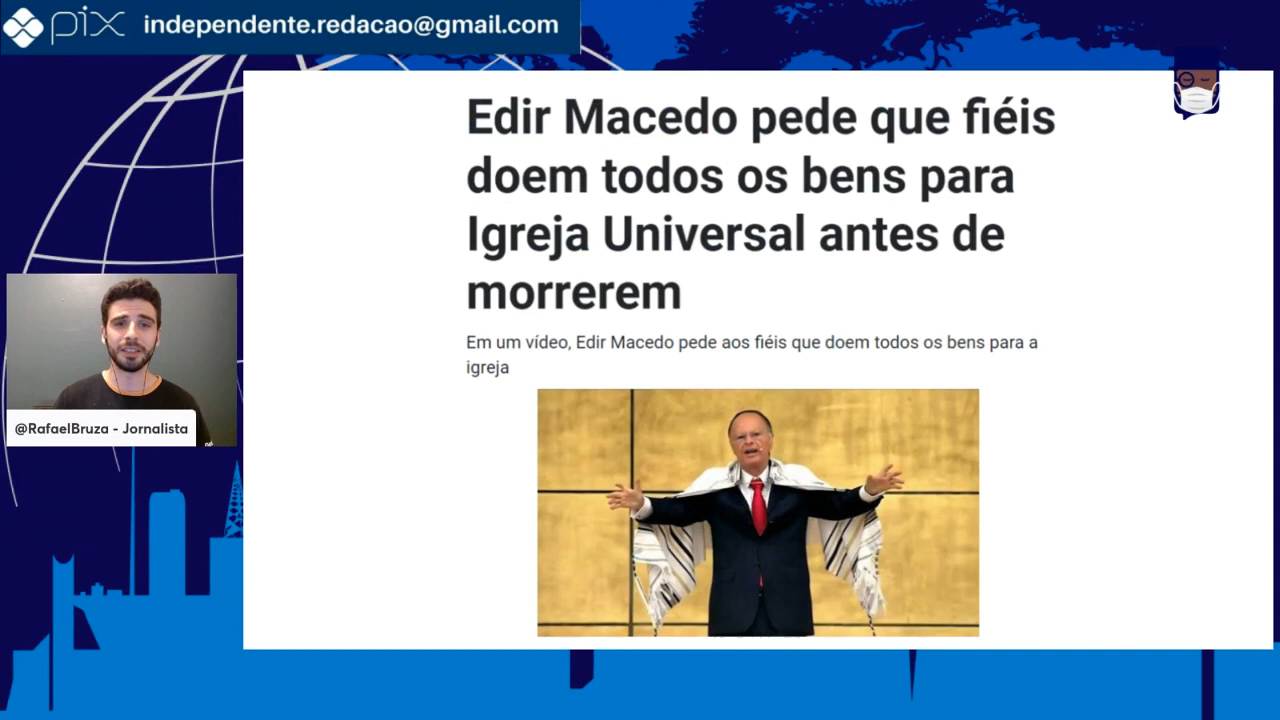 pix independente.redacao@gmail.com
Edir Macedo pede que fiéis
doem todos os bens para
Igreja Universal antes de
morrerem
Em um vídeo, Edir Macedo pede aos fiéis que doem todos os bens para a
igreja
@RafaelBruza - Jornalista